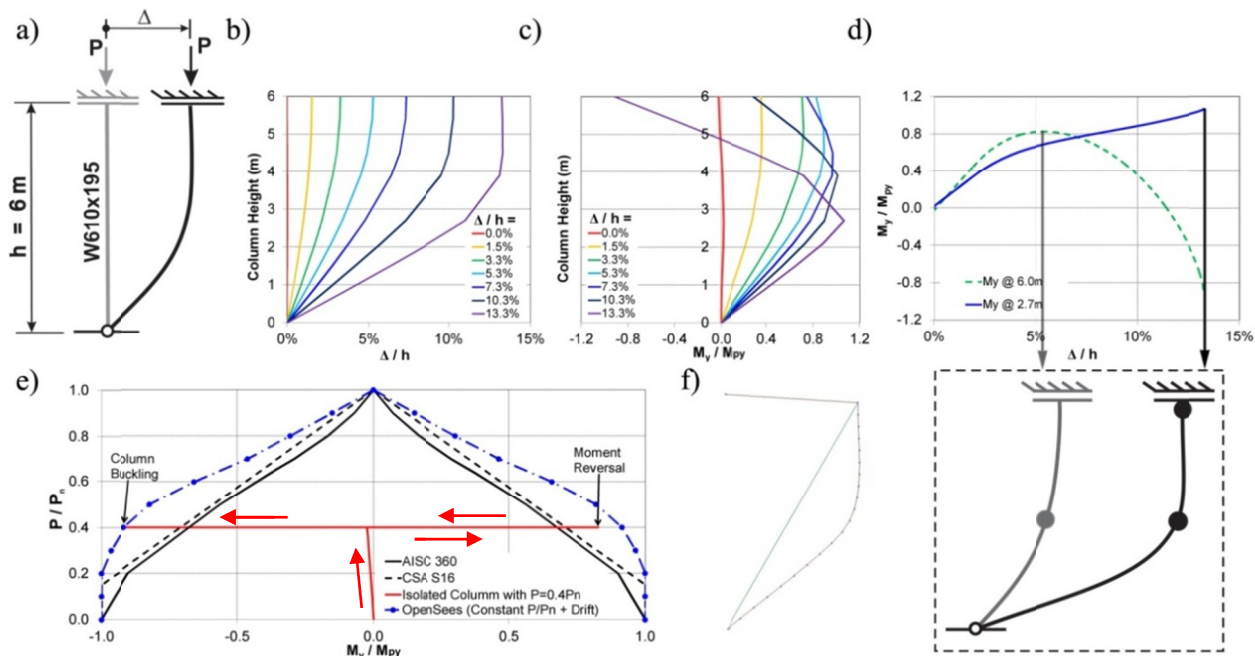 a)
Δ
P
P
h = 6 m
W610x195
b)
Column Height (m)
6
5
4
3
2
1
0
Δ / h =
0.0%
1.5%
3.3%
5.3%
7.3%
10.3%
13.3%
0%
5%
10%
15%
Δ / h
c)
Column Height (m)
6
5
4
3
2
1
0
Δ / h =
0.0%
1.5%
3.3%
5.3%
7.3%
10.3%
13.3%
-1.2
-0.8
-0.4
0.0
0.4
0.8
1.2
My / Mpy
d)
My / Mpy
1.2
0.8
0.4
0.0
-0.4
-0.8
-1.2
My @ 6.0m
My @ 2.7m
0%
5%
10%
15%
Δ / h
e)
P / Pn
1.0
0.8
0.6
0.4
0.2
0.0
Column
Buckling
Moment
Reversal
AISC 360
CSA S16
Isolated Column with P=0.4Pn
OpenSees (Constant P/Pn + Drift)
-1.0
-0.5
0.0
0.5
1.0
My / Mpy
f)